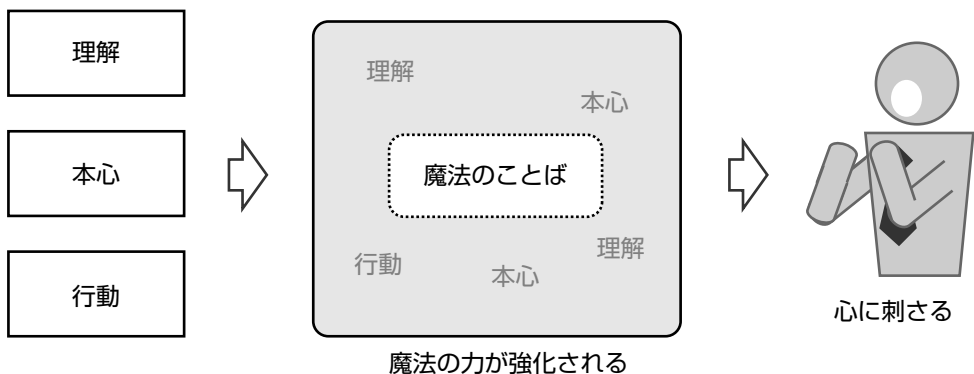 理解
本心
行動
理解
本心
魔法のことば
行動
本心
理解
魔法の力が強化される
心に刺さる